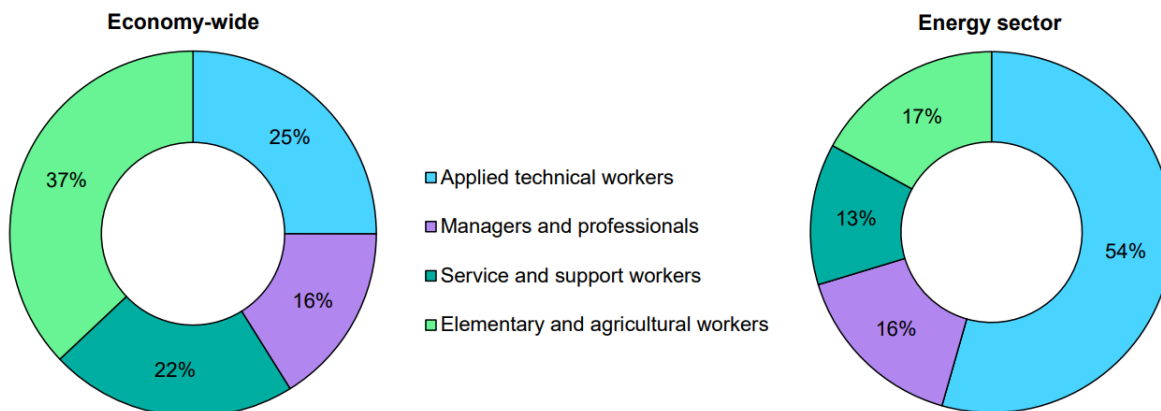 Economy-wide
25%
16%
22%
37%
Applied technical workers
Managers and professionals
Service and support workers
Elementary and agricultural workers
Energy sector
54%
16%
13%
17%